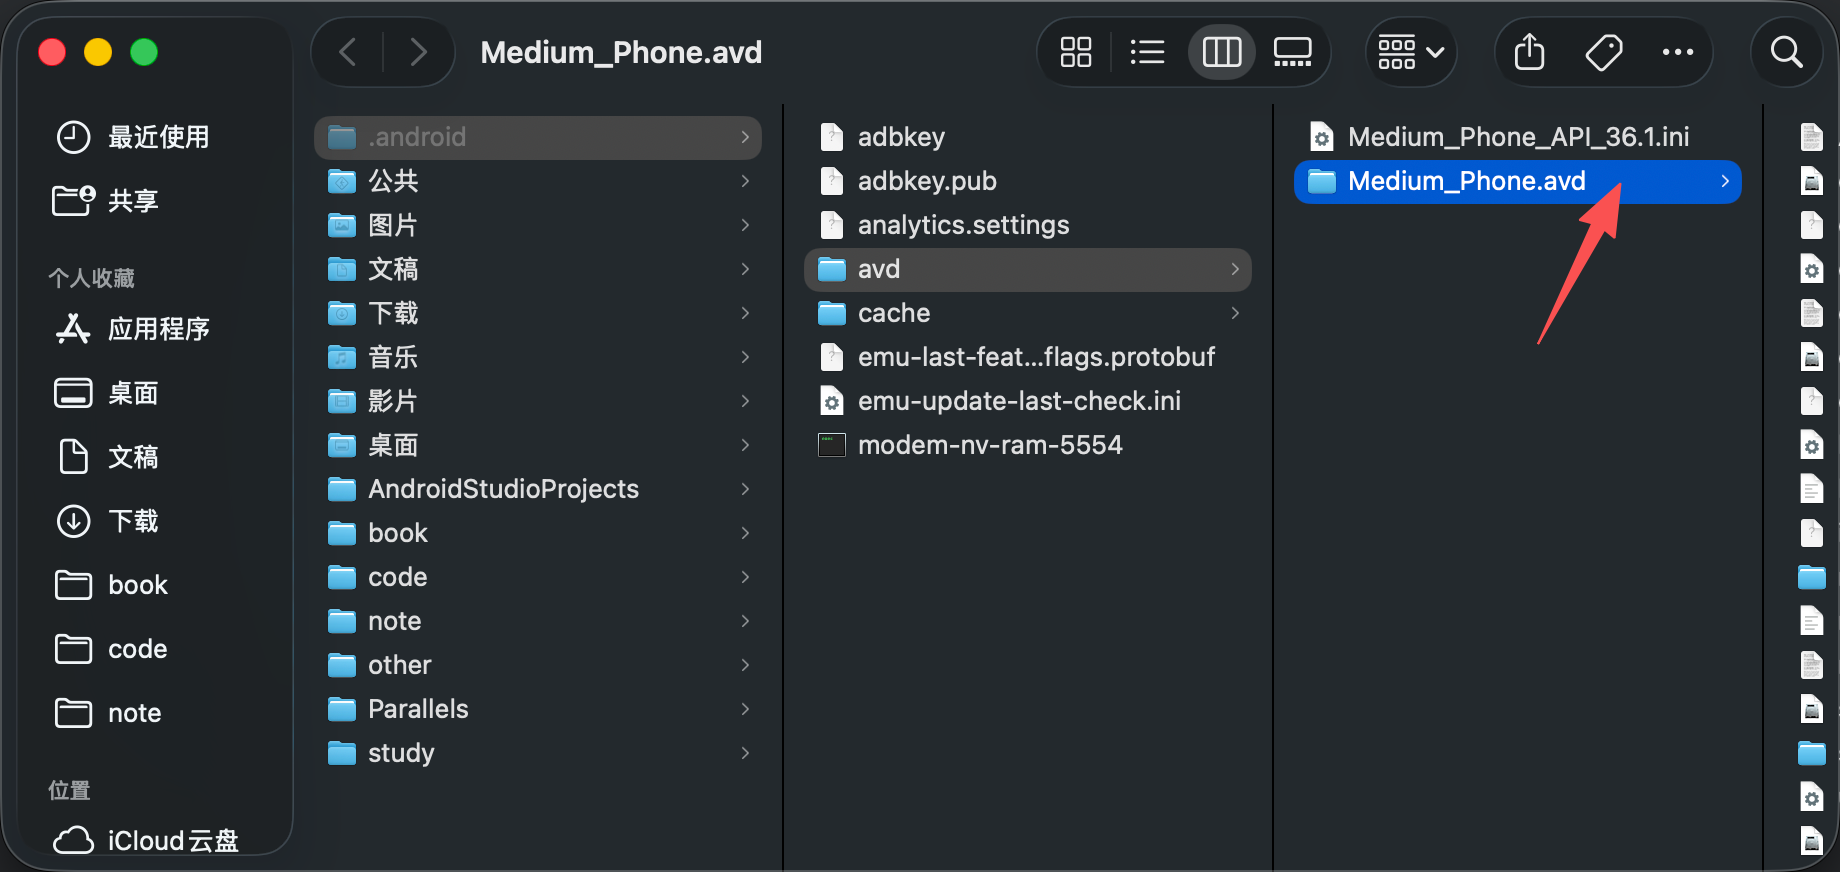 Medium_Phone.avd
最近使用
共享
个人收藏
应用程序
桌面
文稿
下载
book
code
note
位置
iCloud云盘
.android
公共
图片
文稿
下载
音乐
影片
桌面
AndroidStudioProjects
book
code
note
other
Parallels
study
adbkey
adbkey.pub
analytics.settings
avd
cache
emu-last-feat...flags.protobuf
emu-update-last-check.ini
modem-nv-ram-5554
Medium_Phone_API_36.1.ini
Medium_Phone.avd